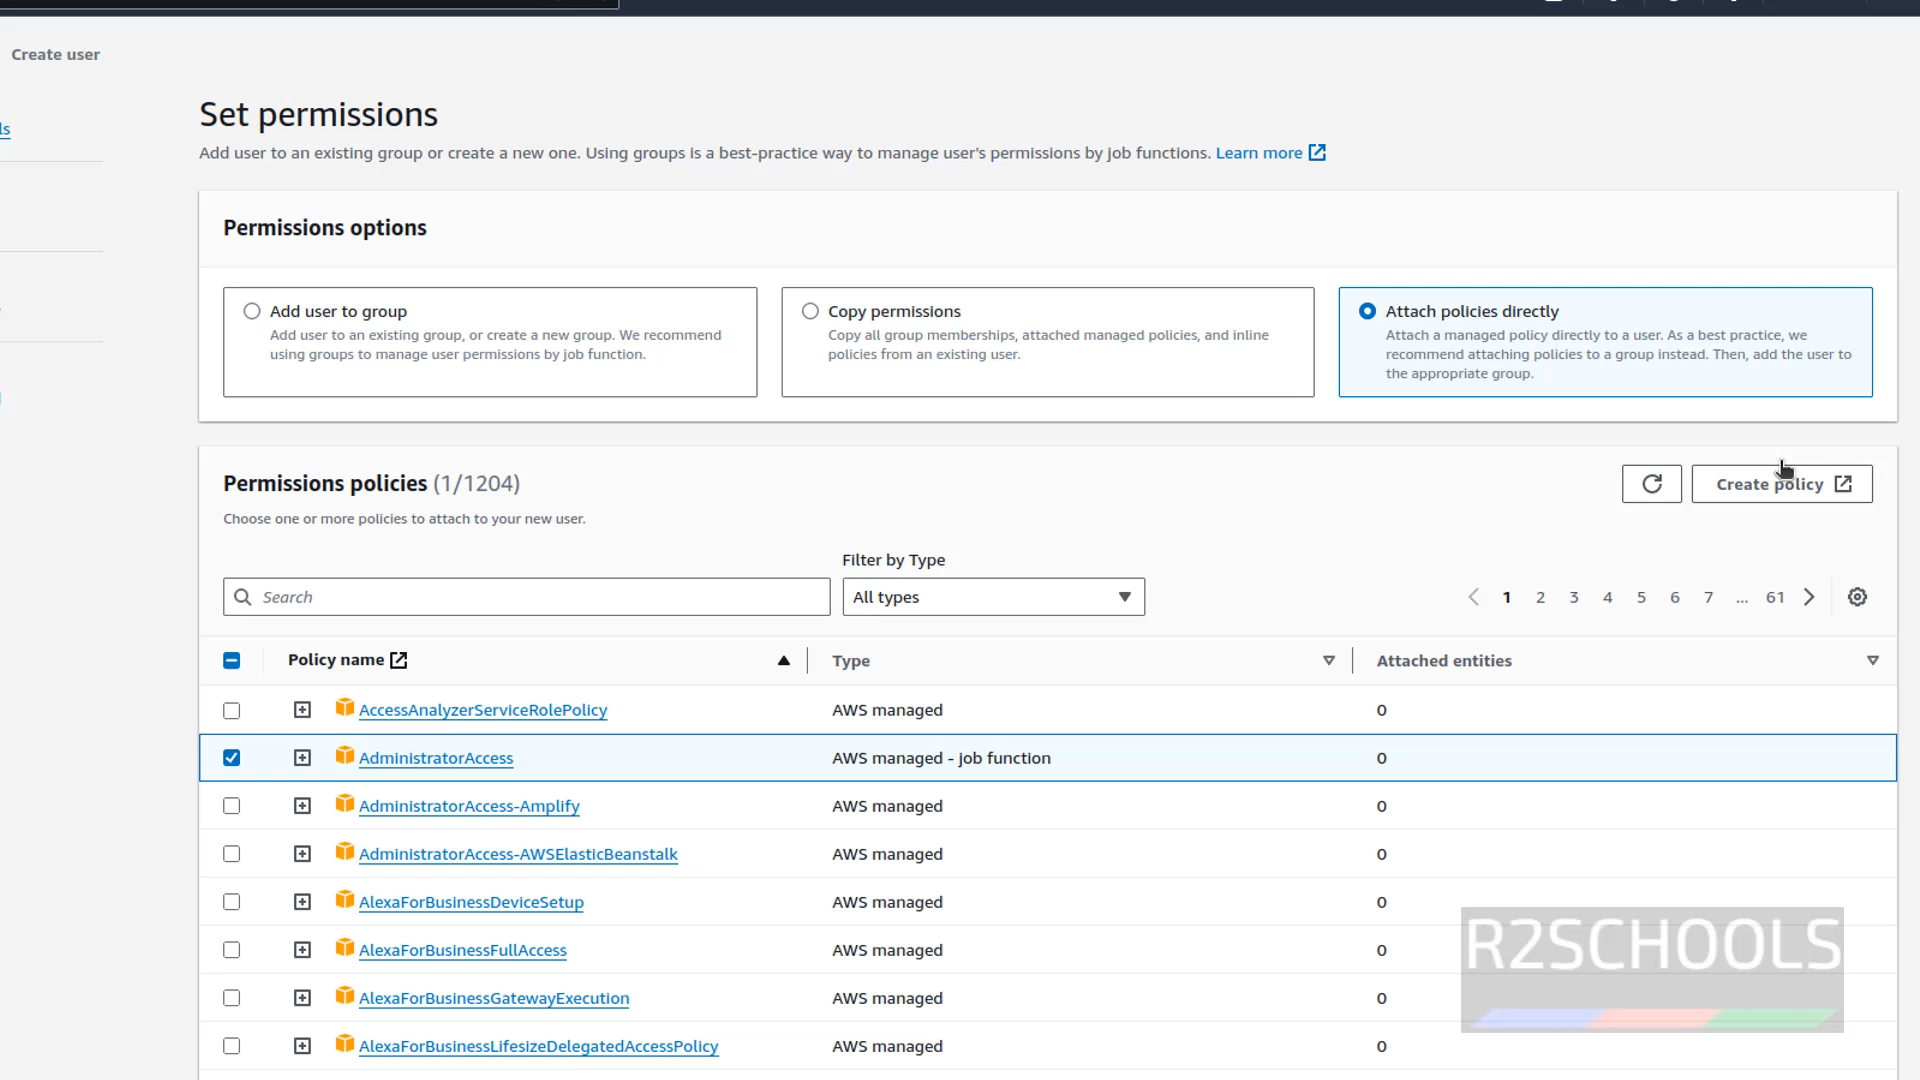 Create user
ls
Set permissions
Add user to an existing group or create a new one. Using groups is a best-practice way to manage user's permissions by job functions. Learn more
Permissions options
Add user to group
Add user to an existing group, or create a new group. We recommend
using groups to manage user permissions by job function.
Copy permissions
Copy all group memberships, attached managed policies, and inline
policies from an existing user.
Attach policies directly
Attach a managed policy directly to a user. As a best practice, we
recommend attaching policies to a group instead. Then, add the user to
the appropriate group.
Permissions policies (1/1204)
Create policy
Choose one or more policies to attach to your new user.
Filter by Type
Search
All types
1 2 3 4 5 6 7 ... 61
Policy name Type Attached entities
AccessAnalyzerServiceRolePolicy AWS managed 0
AdministratorAccess AWS managed - job function 0
AdministratorAccess-Amplify AWS managed 0
AdministratorAccess-AWSElasticBeanstalk AWS managed 0
AlexaForBusinessDeviceSetup AWS managed 0
AlexaForBusinessFullAccess AWS managed 0
AlexaForBusinessGatewayExecution AWS managed 0
AlexaForBusinessLifesizeDelegatedAccessPolicy AWS managed 0
R2SCHOOLS